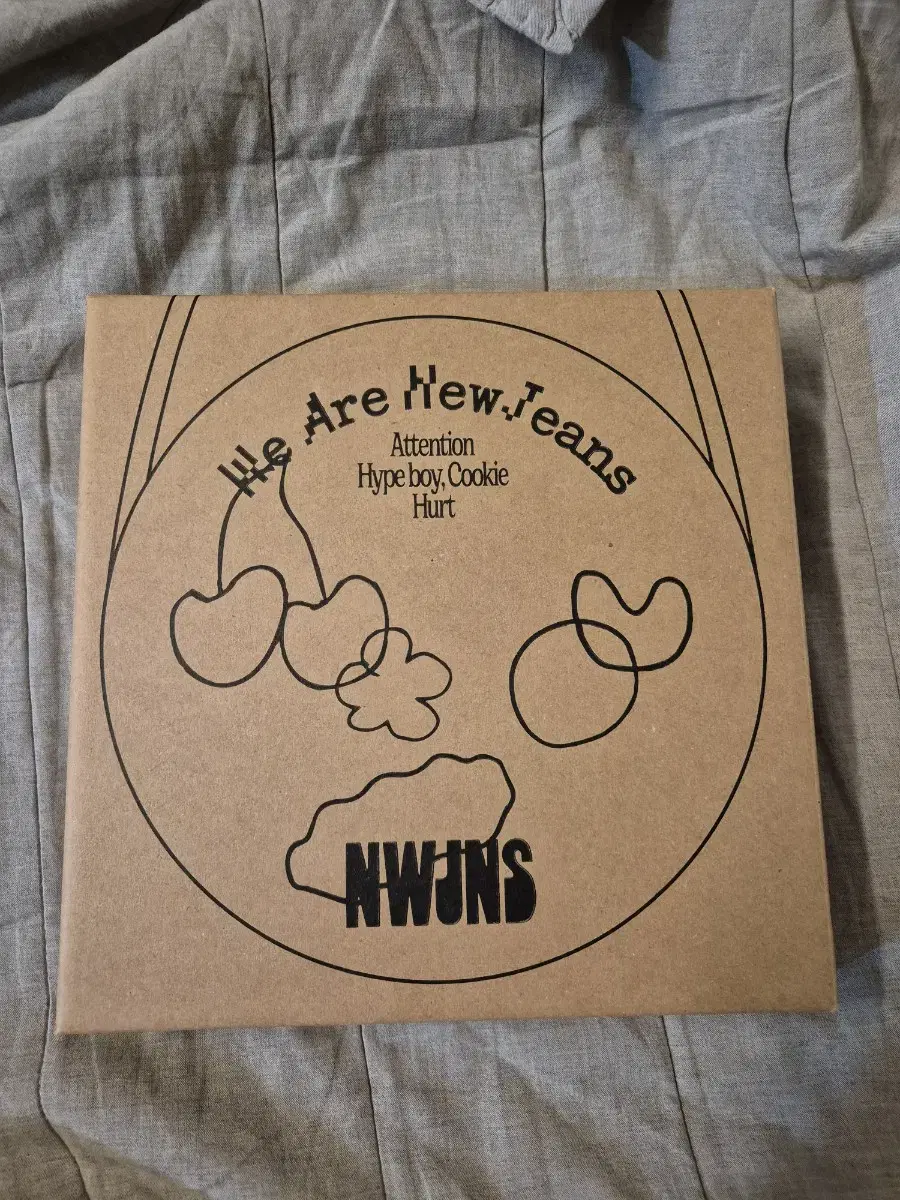 We Are NewJeans
Attention
Hype boy, Cookie
Hurt
NWJNS